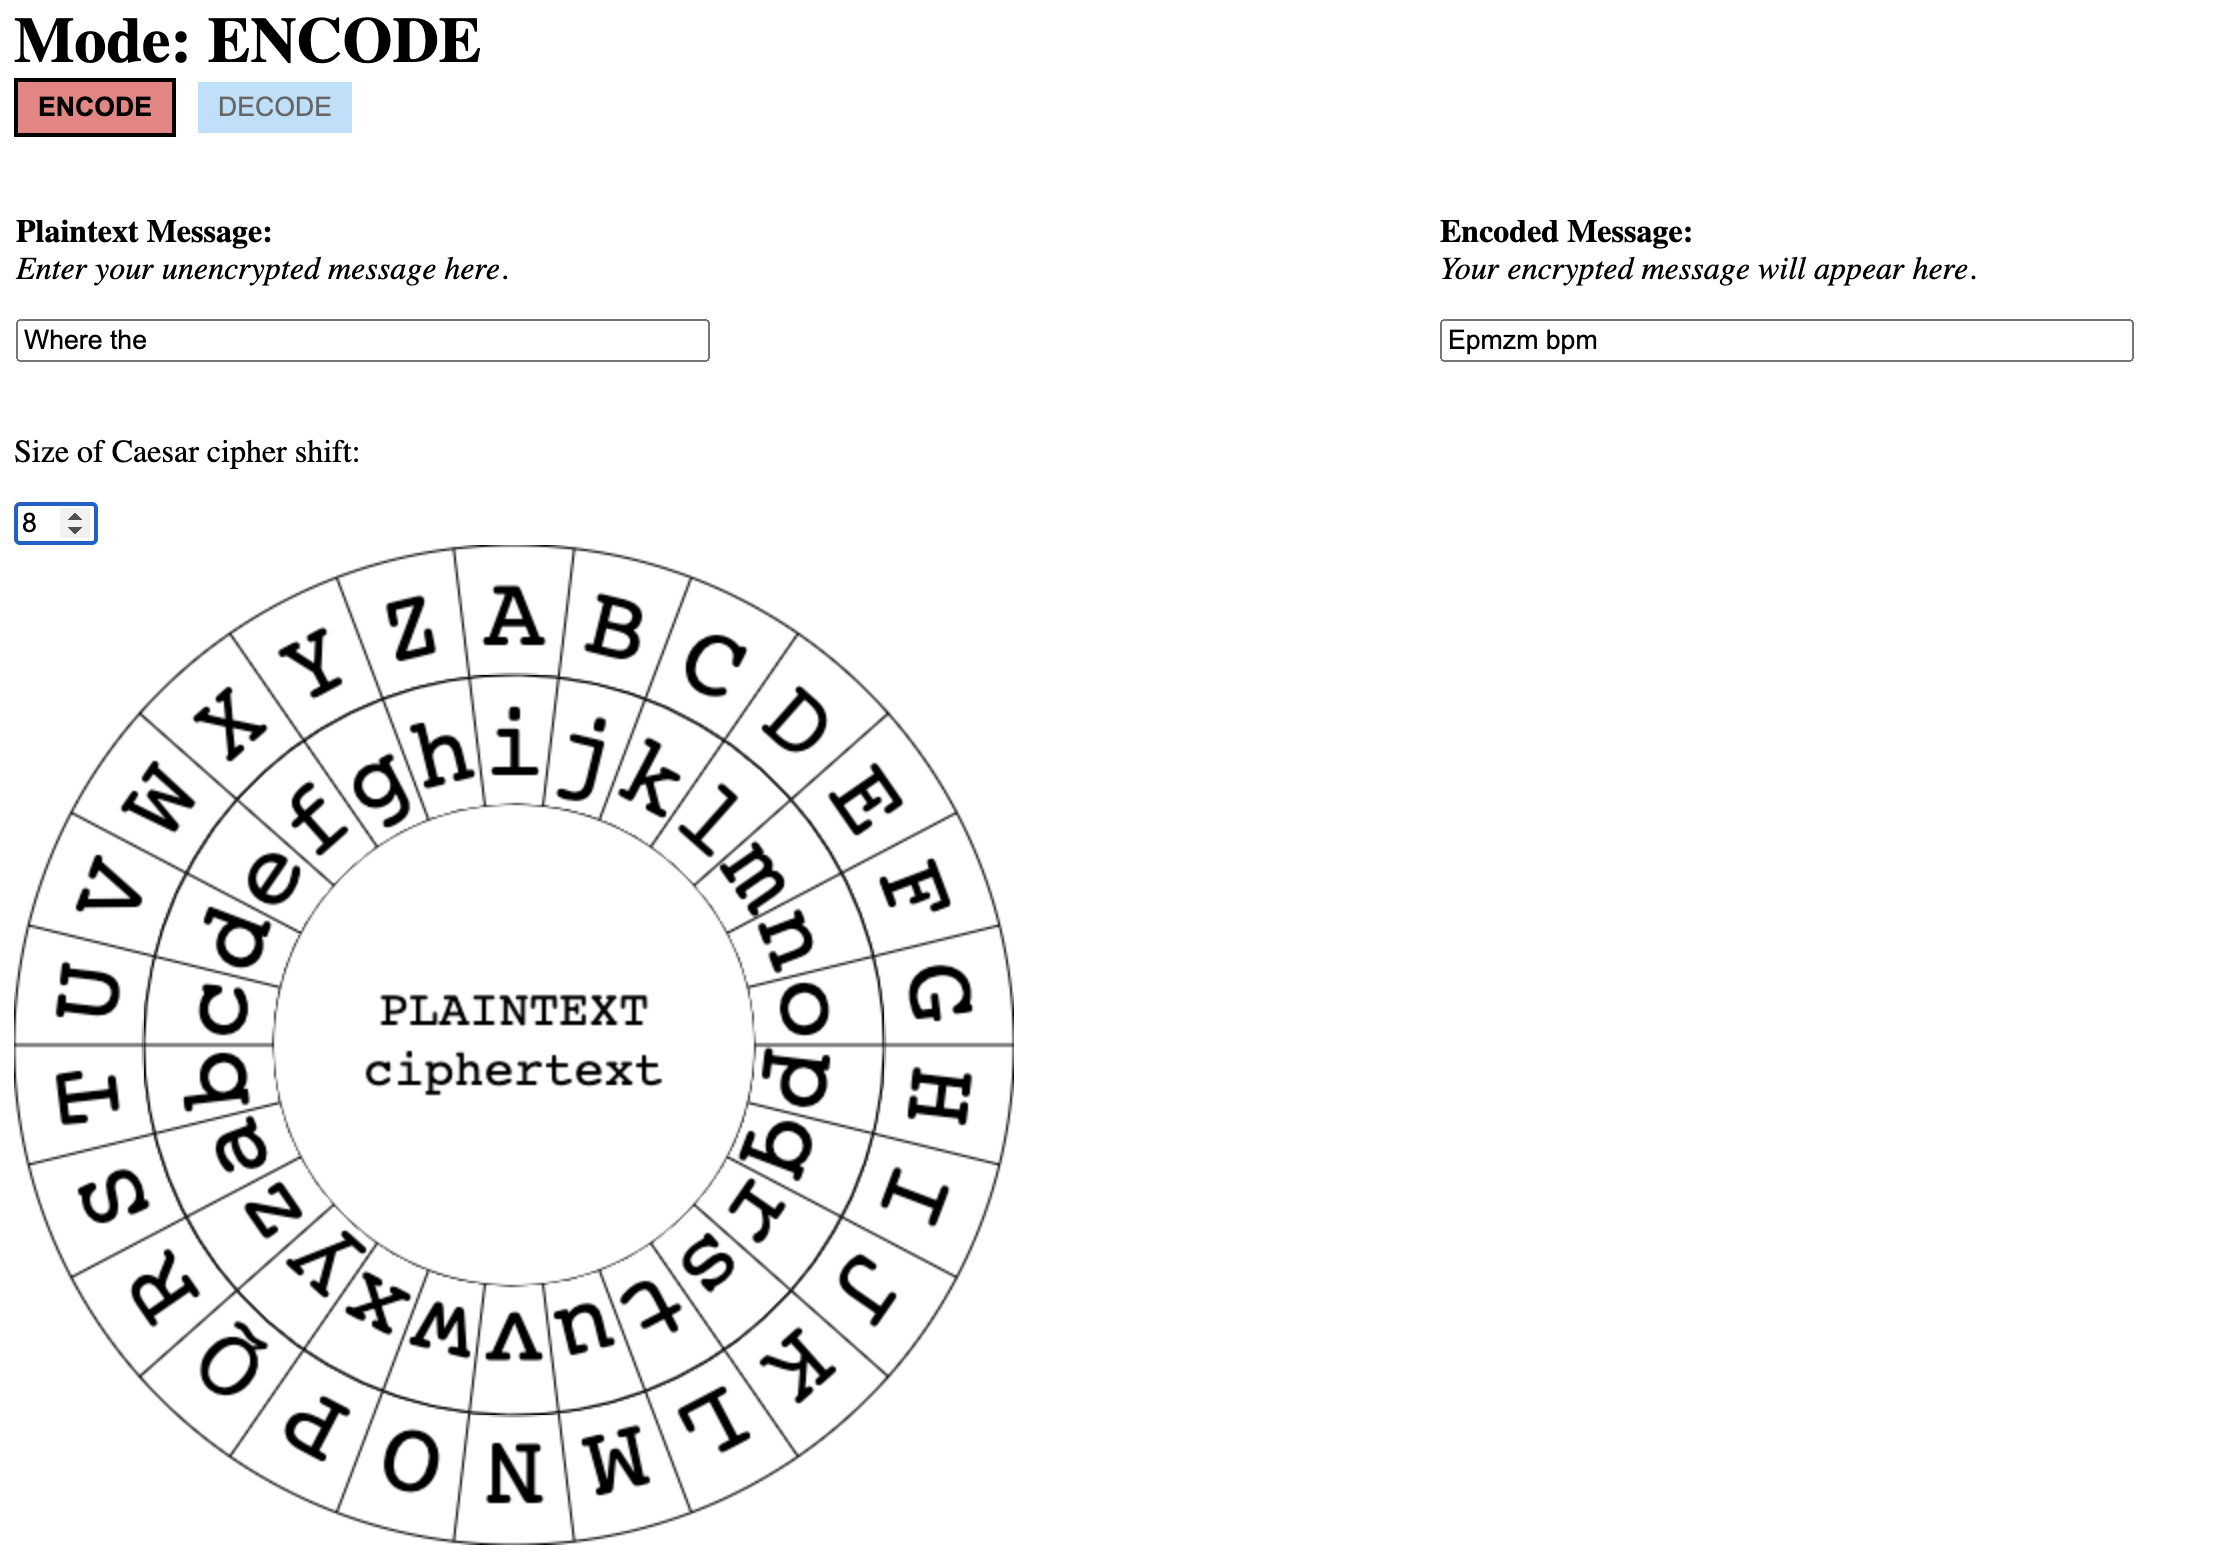 Mode: ENCODE
ENCODE DECODE
Plaintext Message:
Enter your unencrypted message here.
Where the
Encoded Message:
Your encrypted message will appear here.
Epmzm bpm
Size of Caesar cipher shift:
8
A B C D E F G H I J K L M N O P Q R S T U V W X Y Z
i j k l m n o p q r s t u v w x y z a b c d e f g h
PLAINTEXT
ciphertext